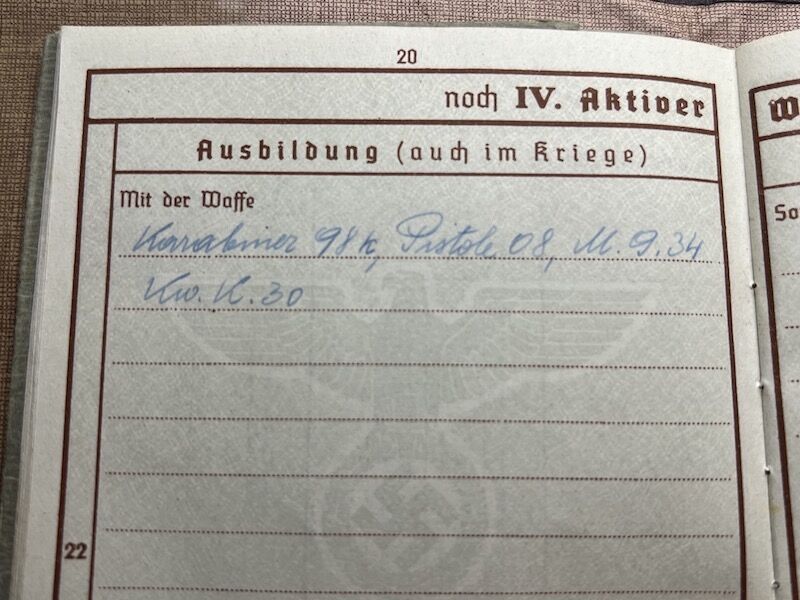 20
noch IV. Aktiver
Ausbildung (auch im Kriege)
Mit der Waffe
Karabiner 98k, Pistole 08, M.G.34
Kw.K.30
22
W
So